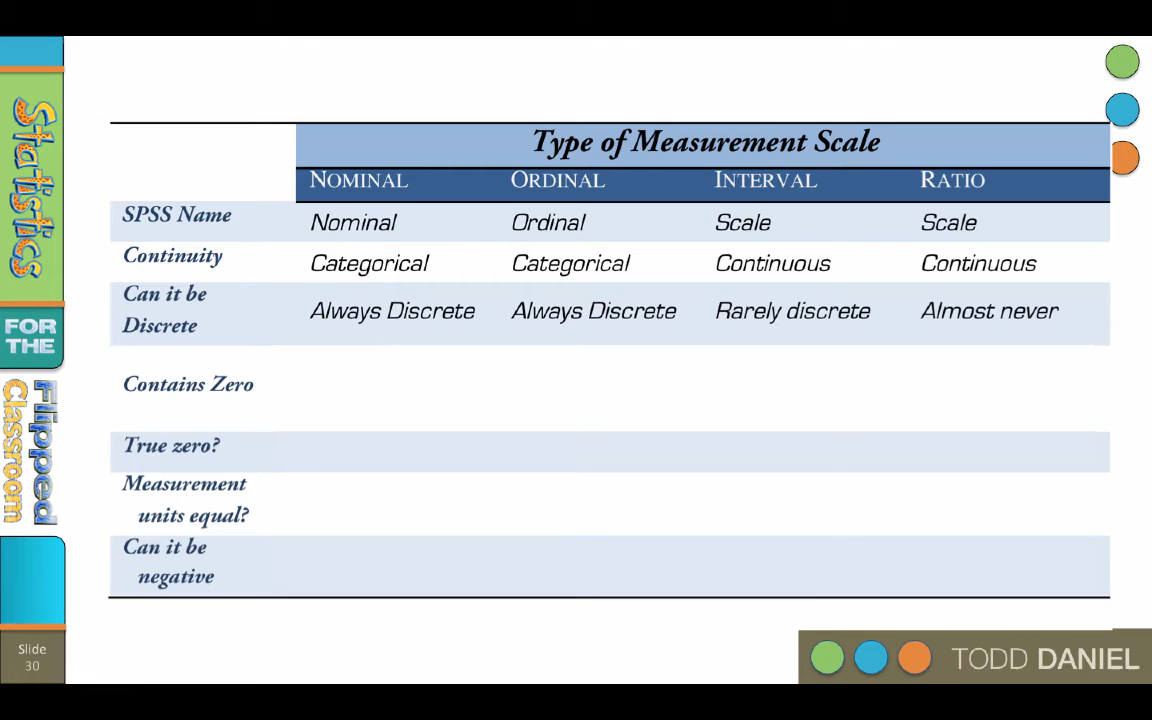 Type of Measurement Scale
NOMINAL ORDINAL INTERVAL RATIO
SPSS Name Nominal Ordinal Scale Scale
Continuity Categorical Categorical Continuous Continuous
Can it be
Discrete Always Discrete Always Discrete Rarely discrete Almost never
Contains Zero
True zero?
Measurement
units equal?
Can it be
negative
Statistics
FOR
THE
Flipped
Classroom
Slide
30
TODD DANIEL